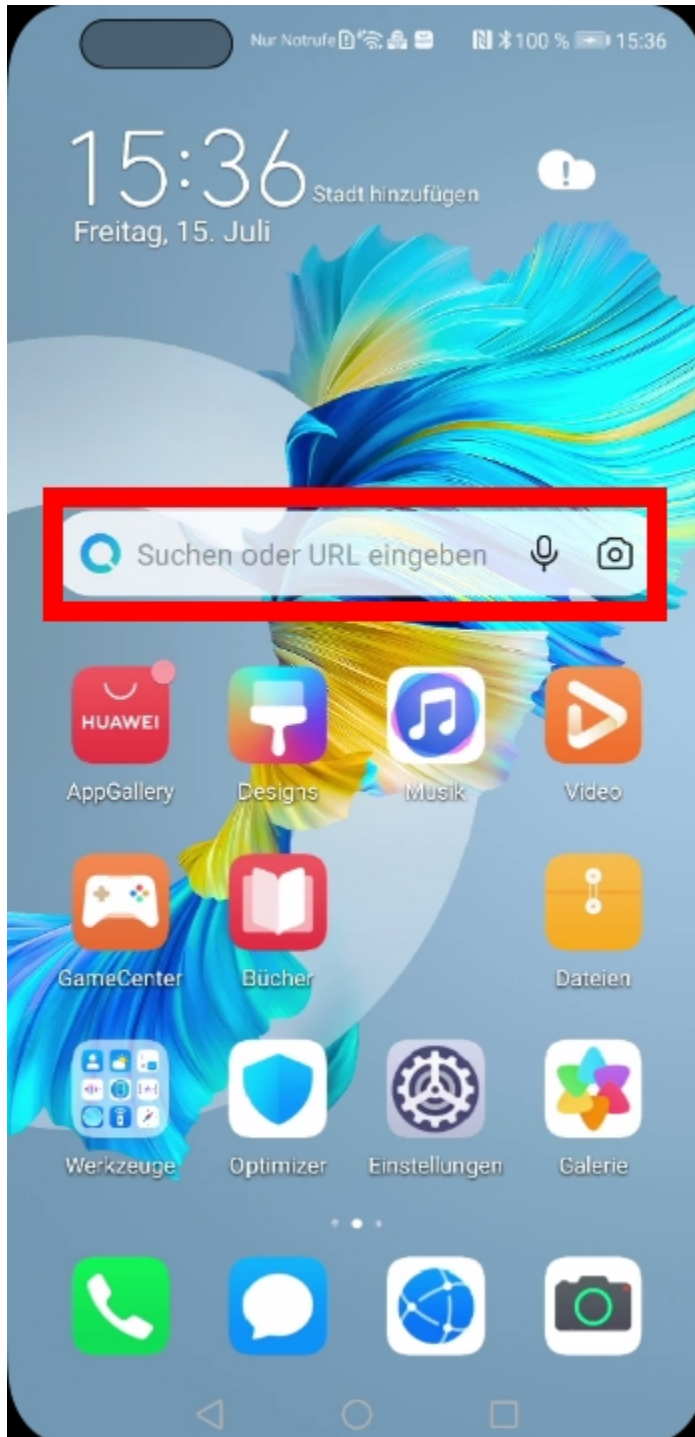 Nur Notrufe 100 % 15:36
15:36 Stadt hinzufügen
Freitag, 15. Juli
Suchen oder URL eingeben
HUAWEI
AppGallery Designs Musik Video
GameCenter Bücher Dateien
Werkzeuge Optimizer Einstellungen Galerie